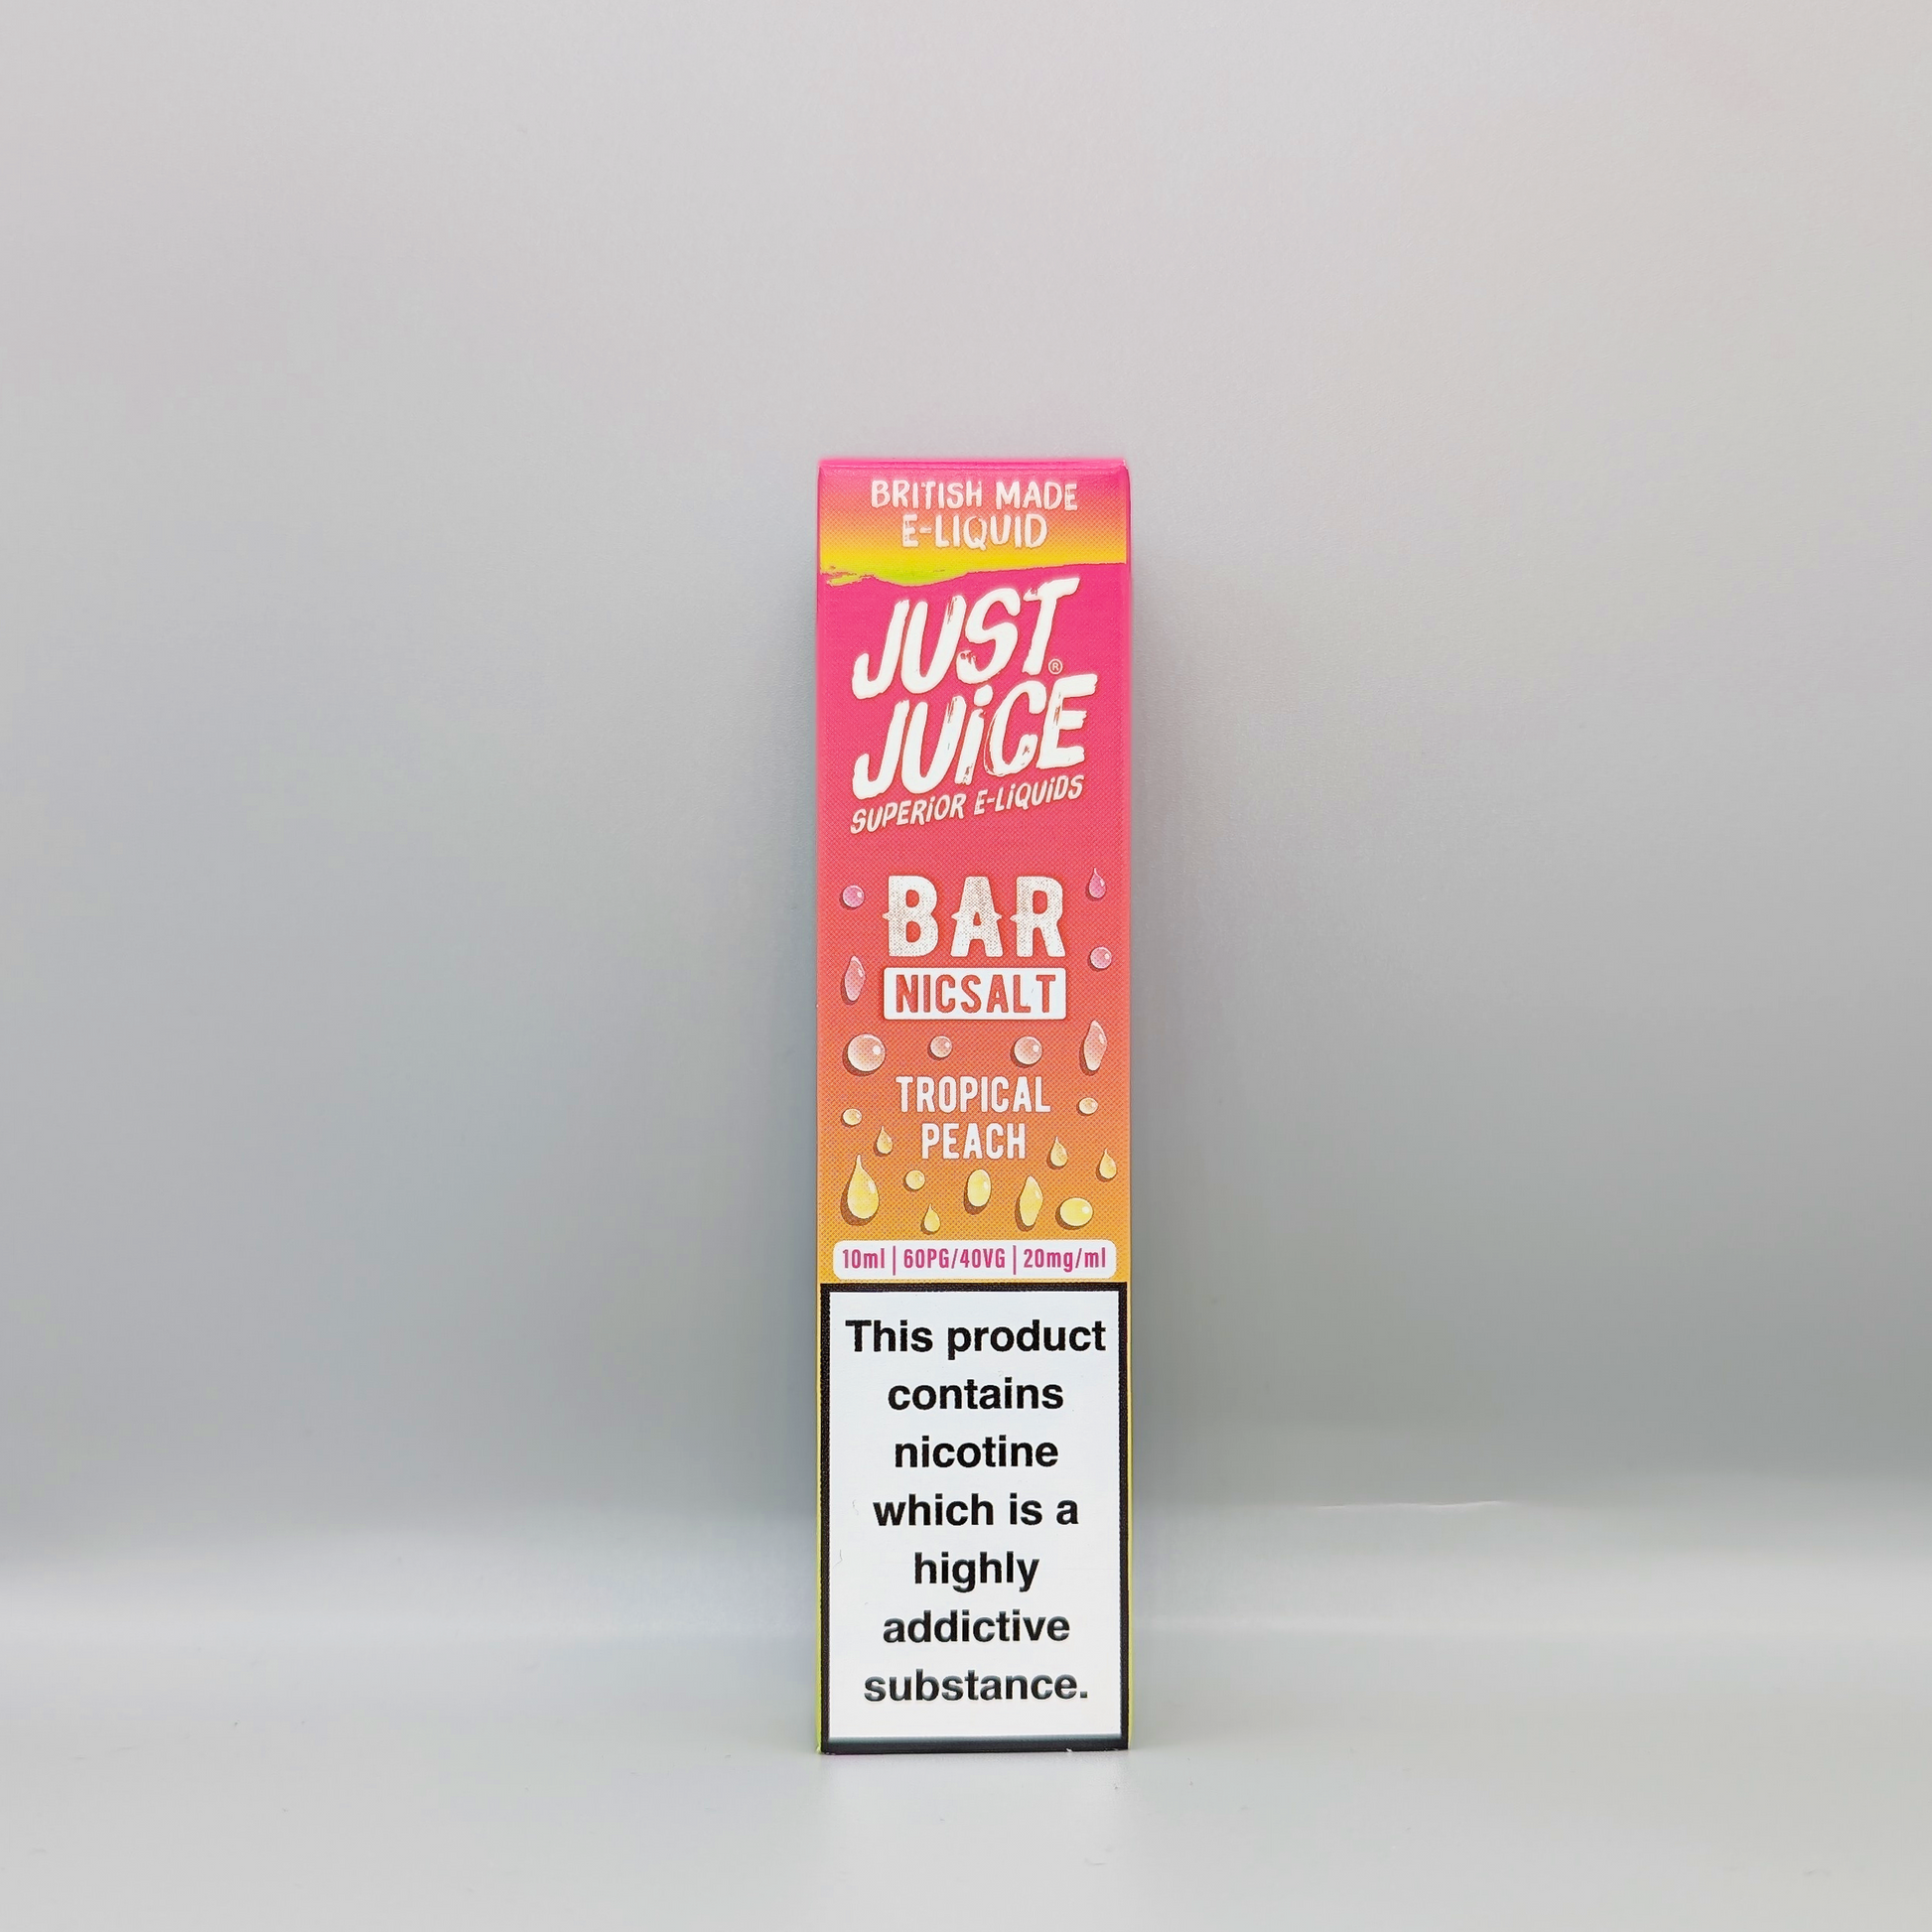 BRITISH MADE
E-LIQUID
JUST®
JUiCE
SUPERiOR E-LiQUiDS
BAR
NICSALT
TROPICAL
PEACH
10ml | 60PG/40VG | 20mg/ml
This product
contains
nicotine
which is a
highly
addictive
substance.